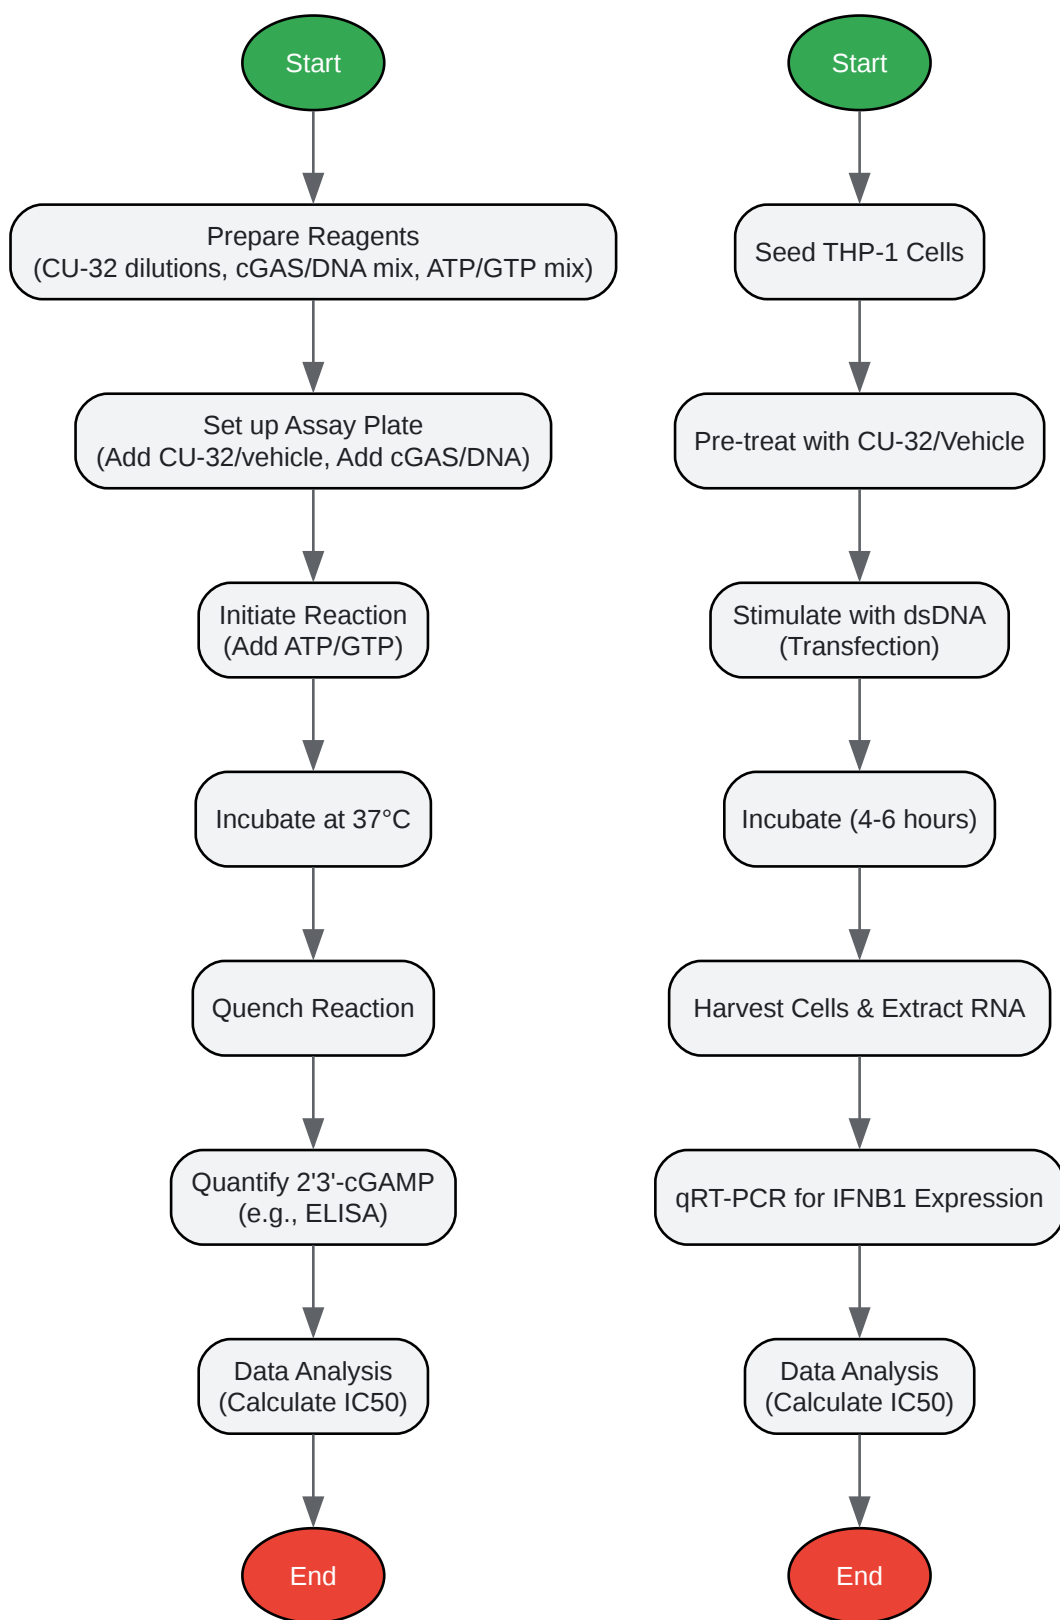 Start
Prepare Reagents
(CU-32 dilutions, cGAS/DNA mix, ATP/GTP mix)
Set up Assay Plate
(Add CU-32/vehicle, Add cGAS/DNA)
Initiate Reaction
(Add ATP/GTP)
Incubate at 37°C
Quench Reaction
Quantify 2'3'-cGAMP
(e.g., ELISA)
Data Analysis
(Calculate IC50)
End
Start
Seed THP-1 Cells
Pre-treat with CU-32/Vehicle
Stimulate with dsDNA
(Transfection)
Incubate (4-6 hours)
Harvest Cells & Extract RNA
qRT-PCR for IFNB1 Expression
Data Analysis
(Calculate IC50)
End